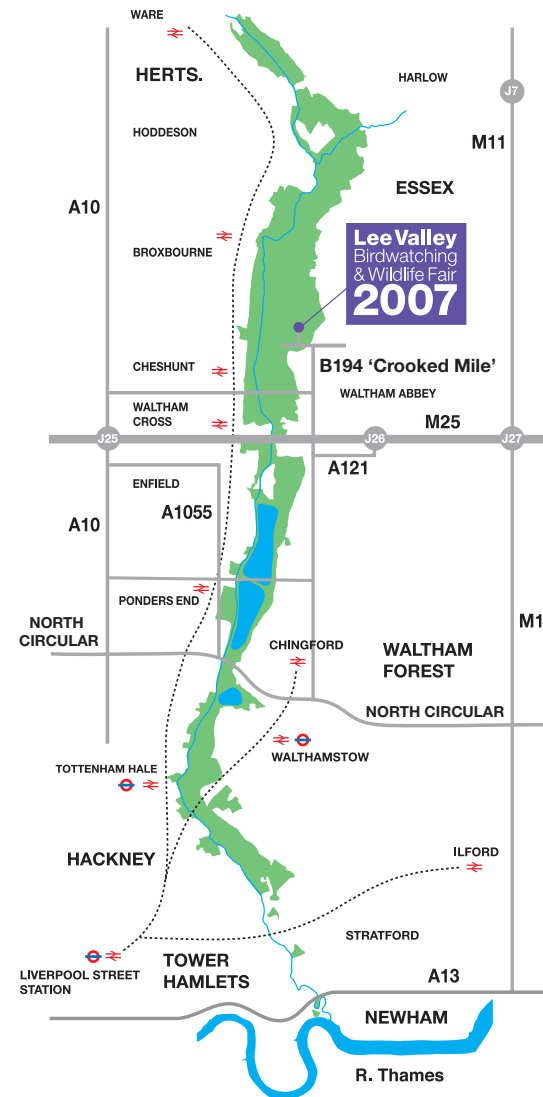 WARE
HERTS.
HARLOW
J7
HODDESON
M11
ESSEX
A10
Lee Valley
Birdwatching
& Wildlife Fair
2007
BROXBOURNE
B194 'Crooked Mile'
CHESHUNT
WALTHAM ABBEY
WALTHAM
CROSS
M25
J25
J26
J27
A121
ENFIELD
A1055
A10
PONDERS END
NORTH
CIRCULAR
CHINGFORD
WALTHAM
FOREST
M1
NORTH CIRCULAR
WALTHAMSTOW
TOTTENHAM HALE
HACKNEY
ILFORD
STRATFORD
TOWER
HAMLETS
LIVERPOOL STREET
STATION
A13
NEWHAM
R. Thames